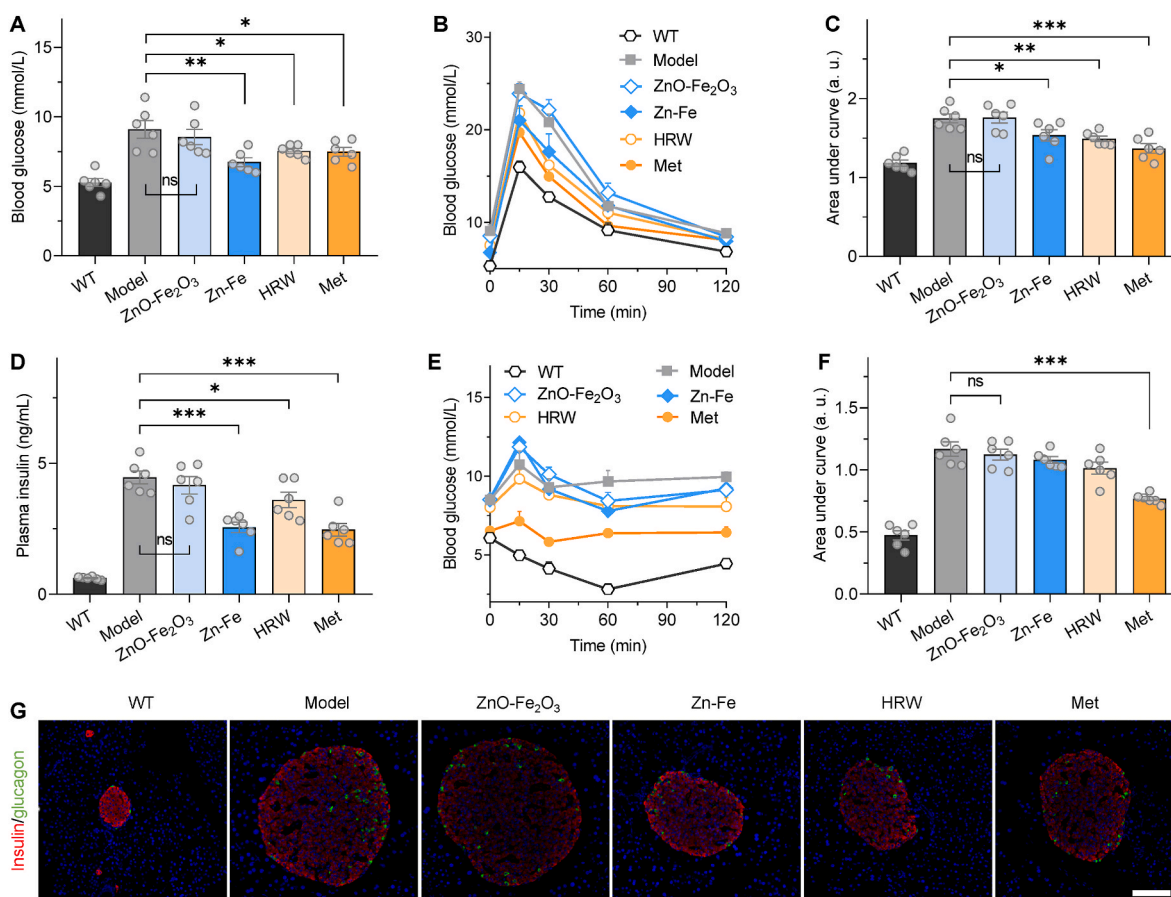 A
Blood glucose (mmol/L)
15
10
5
0
*
*
**
ns
WT
Model
ZnO-Fe₂O₃
Zn-Fe
HRW
Met
B
Blood glucose (mmol/L)
30
20
10
0
30
60
120
Time (min)
WT
Model
ZnO-Fe₂O₃
Zn-Fe
HRW
Met
C
Area under curve (a. u.)
2
1
0
***
**
*
ns
WT
Model
ZnO-Fe₂O₃
Zn-Fe
HRW
Met
D
Plasma insulin (ng/mL)
5
0
***
*
***
ns
WT
Model
ZnO-Fe₂O₃
Zn-Fe
HRW
Met
E
Blood glucose (mmol/L)
15
10
5
0
30
60
120
Time (min)
WT
Model
ZnO-Fe₂O₃
Zn-Fe
HRW
Met
F
Area under curve (a. u.)
1.5
1.0
0.5
0.0
***
ns
WT
Model
ZnO-Fe₂O₃
Zn-Fe
HRW
Met
G
WT
Model
ZnO-Fe₂O₃
Zn-Fe
HRW
Met
Insulin/glucagon